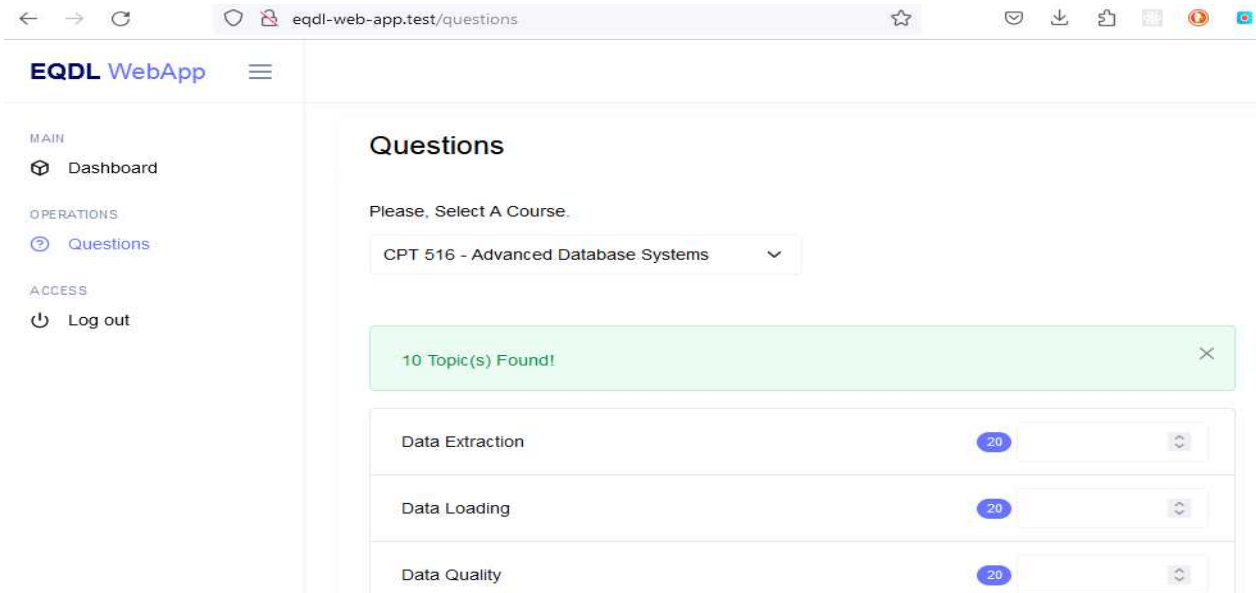 eqdl-web-app.test/questions
EQDL WebApp
MAIN
Dashboard
OPERATIONS
Questions
ACCESS
Log out
Questions
Please, Select A Course.
CPT 516 - Advanced Database Systems
10 Topic(s) Found!
Data Extraction 20
Data Loading 20
Data Quality 20